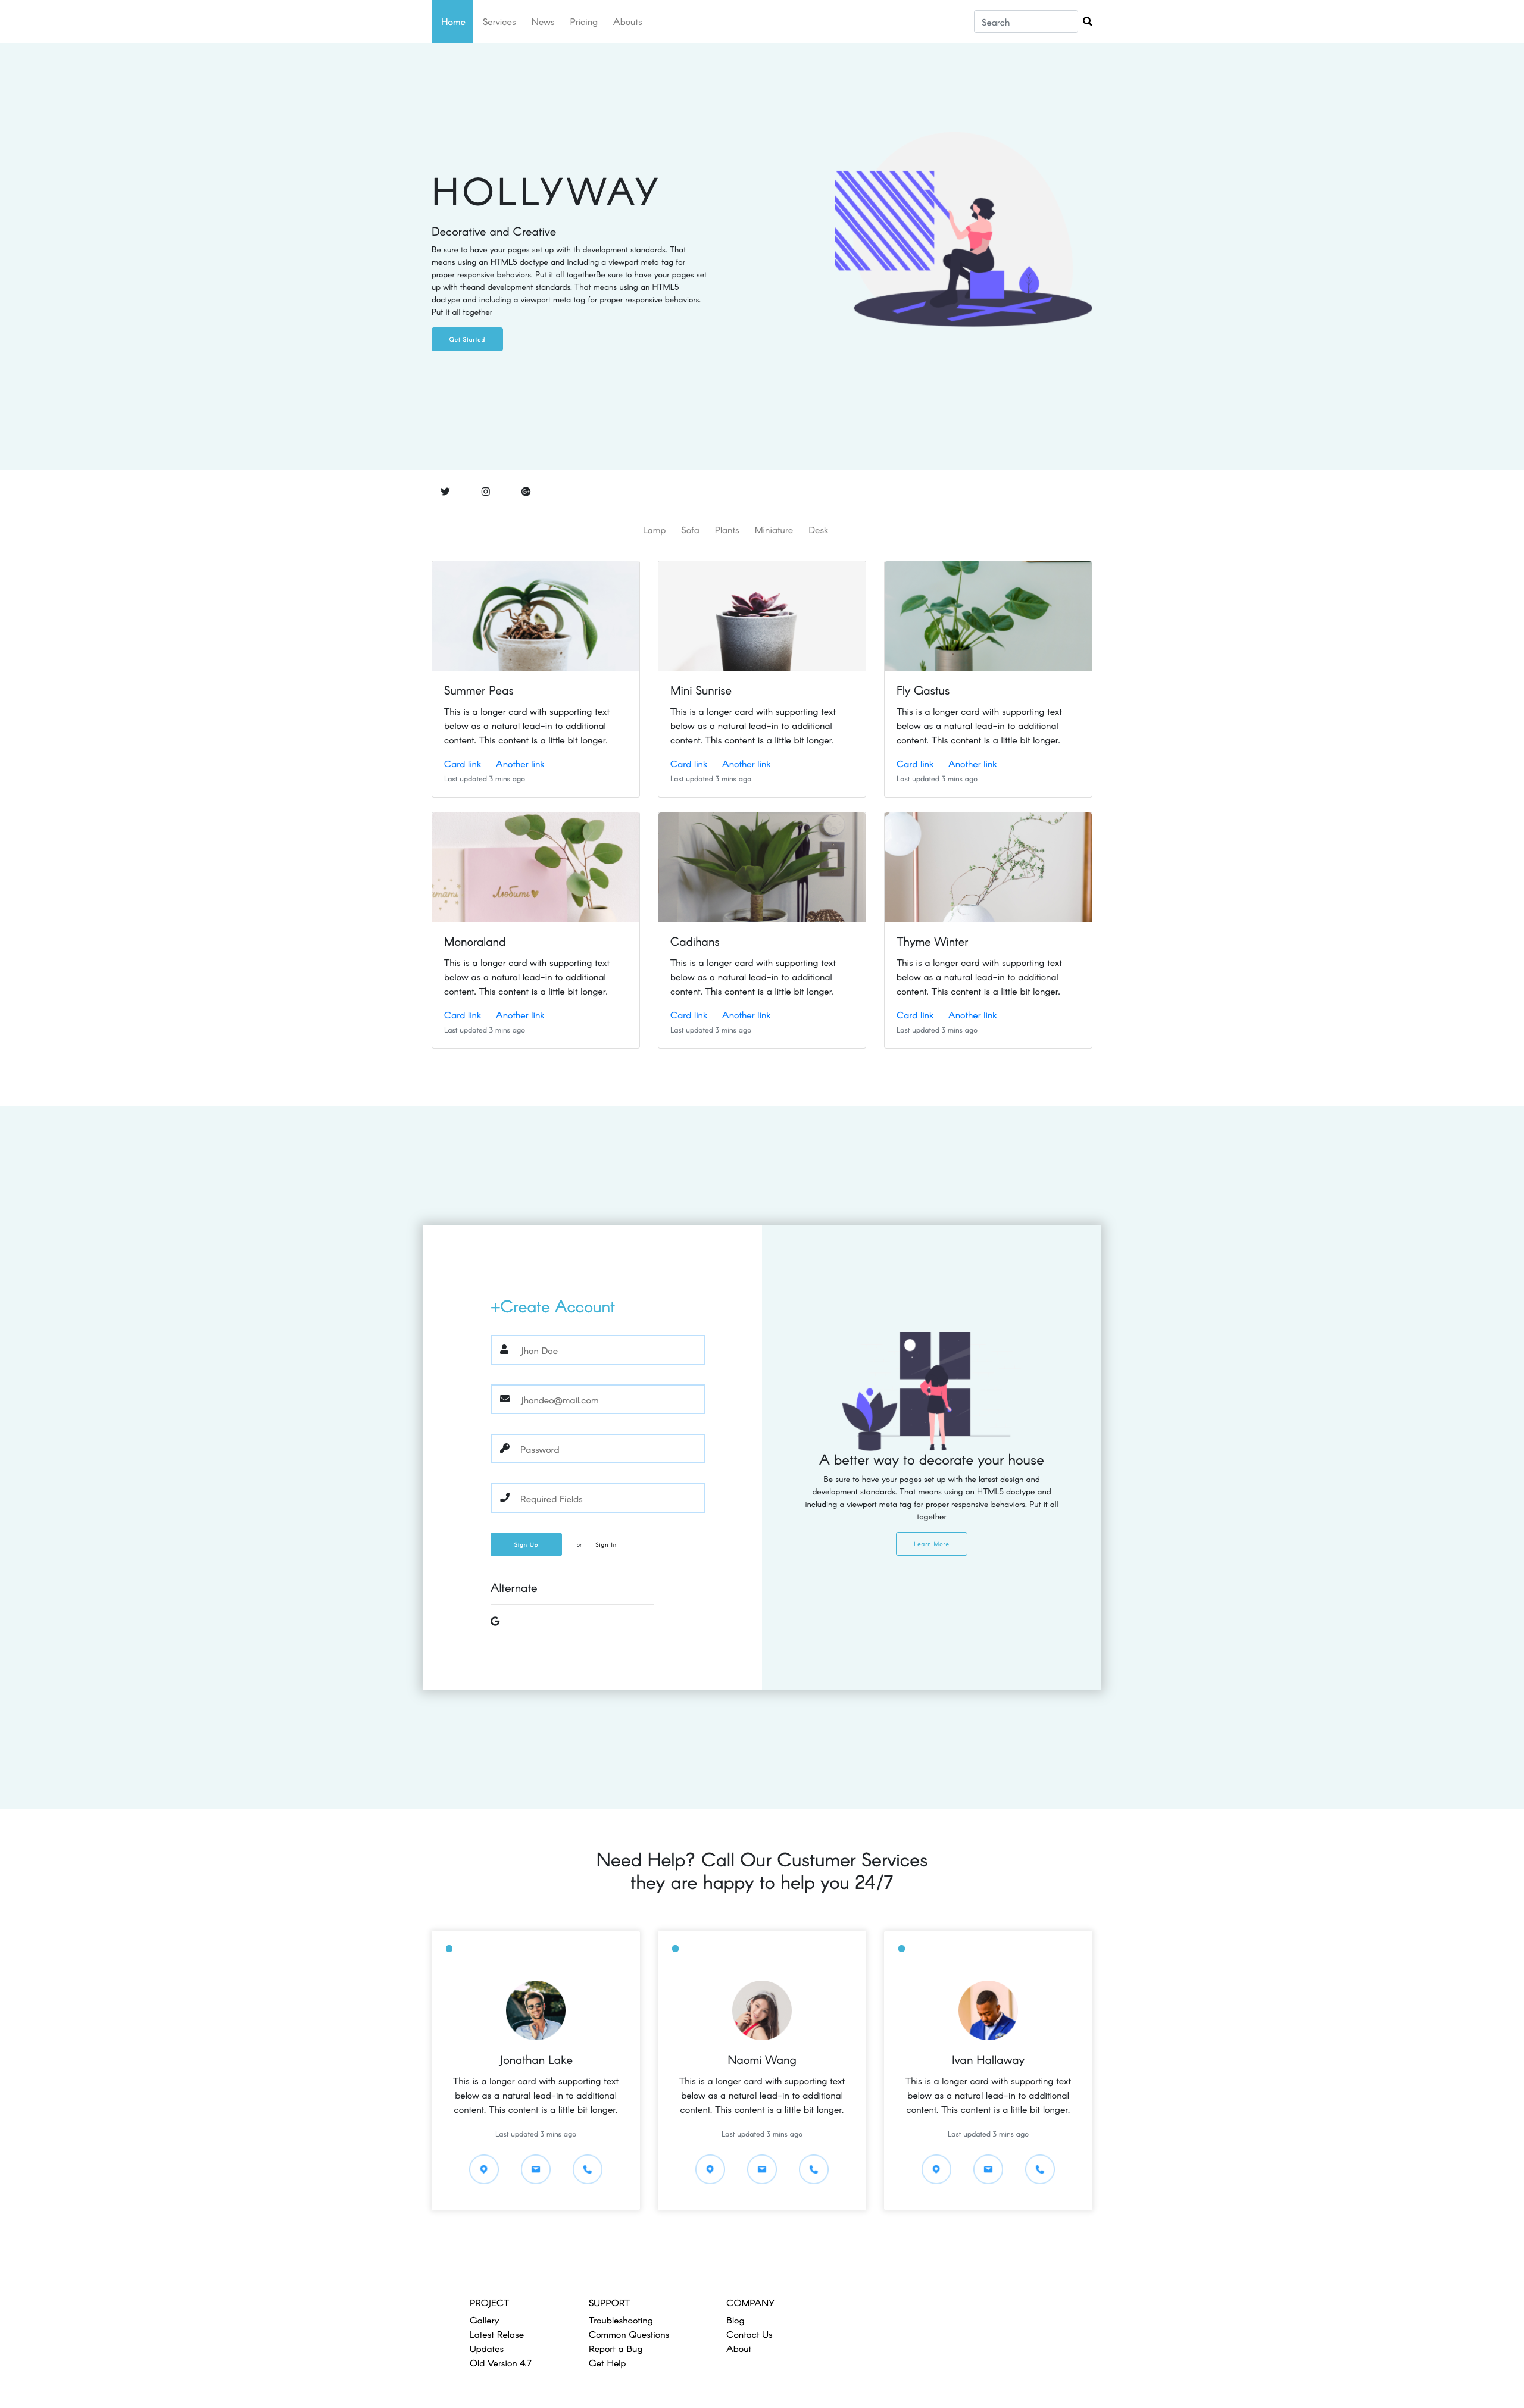 Home Services News Pricing Abouts Search
HOLLYWAY
Decorative and Creative
Be sure to have your pages set up with th development standards. That
means using an HTML5 doctype and including a viewport meta tag for
proper responsive behaviors. Put it all togetherBe sure to have your pages set
up with theand development standards. That means using an HTML5
doctype and including a viewport meta tag for proper responsive behaviors.
Put it all together
Get Started
Lamp Sofa Plants Miniature Desk
Summer Peas
This is a longer card with supporting text
below as a natural lead-in to additional
content. This content is a little bit longer.
Card link Another link
Last updated 3 mins ago
Mini Sunrise
This is a longer card with supporting text
below as a natural lead-in to additional
content. This content is a little bit longer.
Card link Another link
Last updated 3 mins ago
Fly Gastus
This is a longer card with supporting text
below as a natural lead-in to additional
content. This content is a little bit longer.
Card link Another link
Last updated 3 mins ago
Любити
Monoraland
This is a longer card with supporting text
below as a natural lead-in to additional
content. This content is a little bit longer.
Card link Another link
Last updated 3 mins ago
Cadihans
This is a longer card with supporting text
below as a natural lead-in to additional
content. This content is a little bit longer.
Card link Another link
Last updated 3 mins ago
Thyme Winter
This is a longer card with supporting text
below as a natural lead-in to additional
content. This content is a little bit longer.
Card link Another link
Last updated 3 mins ago
+Create Account
Jhon Doe
Jhondeo@mail.com
Password
Required Fields
Sign Up or Sign In
Alternate
A better way to decorate your house
Be sure to have your pages set up with the latest design and
development standards. That means using an HTML5 doctype and
including a viewport meta tag for proper responsive behaviors. Put it all
together
Learn More
Need Help? Call Our Custumer Services
they are happy to help you 24/7
Jonathan Lake
This is a longer card with supporting text
below as a natural lead-in to additional
content. This content is a little bit longer.
Last updated 3 mins ago
Naomi Wang
This is a longer card with supporting text
below as a natural lead-in to additional
content. This content is a little bit longer.
Last updated 3 mins ago
Ivan Hallaway
This is a longer card with supporting text
below as a natural lead-in to additional
content. This content is a little bit longer.
Last updated 3 mins ago
PROJECT
Gallery
Latest Relase
Updates
Old Version 4.7
SUPPORT
Troubleshooting
Common Questions
Report a Bug
Get Help
COMPANY
Blog
Contact Us
About